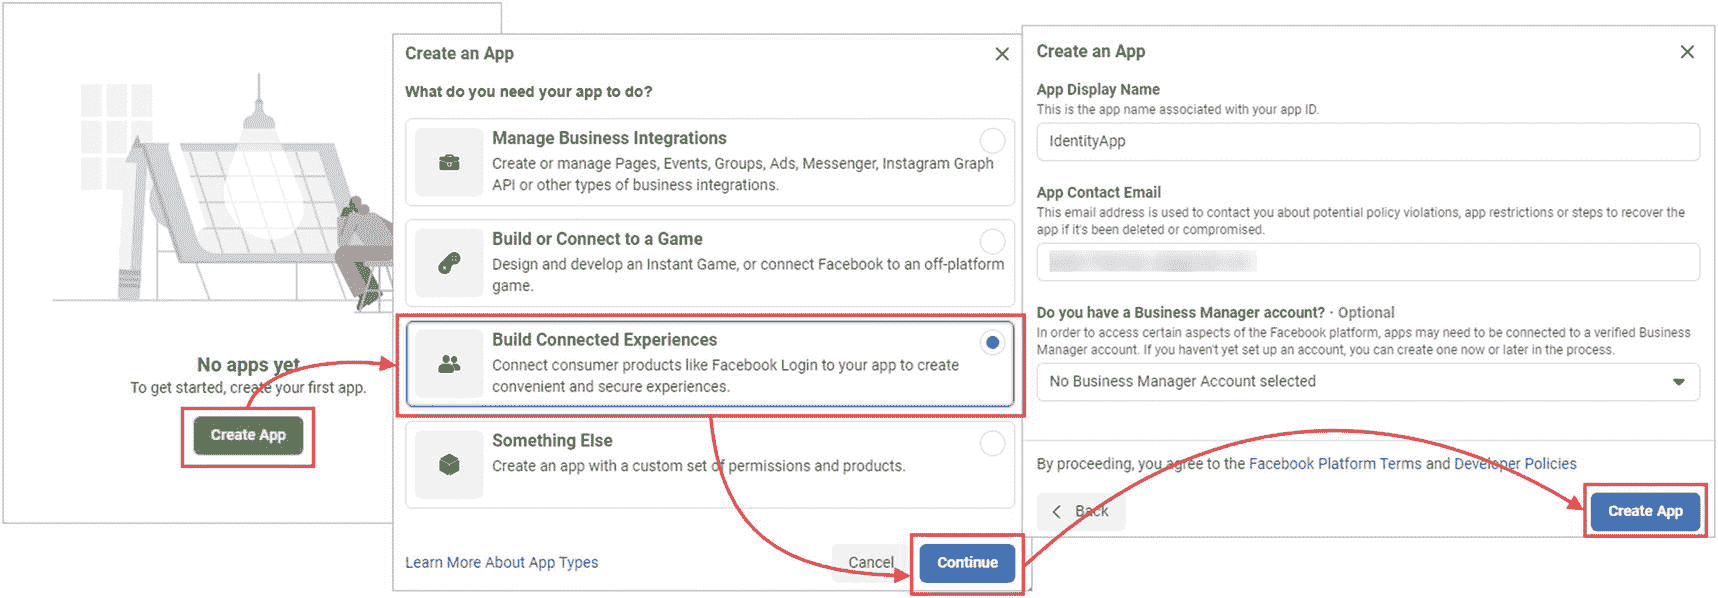 No apps yet
To get started, create your first app.
Create App
Create an App
What do you need your app to do?
Manage Business Integrations
Create or manage Pages, Events, Groups, Ads, Messenger, Instagram Graph
API or other types of business integrations.
Build or Connect to a Game
Design and develop an Instant Game, or connect Facebook to an off-platform
game.
Build Connected Experiences
Connect consumer products like Facebook Login to your app to create
convenient and secure experiences.
Something Else
Create an app with a custom set of permissions and products.
Learn More About App Types
Cancel
Continue
Create an App
App Display Name
This is the app name associated with your app ID.
IdentityApp
App Contact Email
This email address is used to contact you about potential policy violations, app restrictions or steps to recover the
app if it's been deleted or compromised.
Do you have a Business Manager account? · Optional
In order to access certain aspects of the Facebook platform, apps may need to be connected to a verified Business
Manager account. If you haven't yet set up an account, you can create one now or later in the process.
No Business Manager Account selected
By proceeding, you agree to the Facebook Platform Terms and Developer Policies
Back
Create App